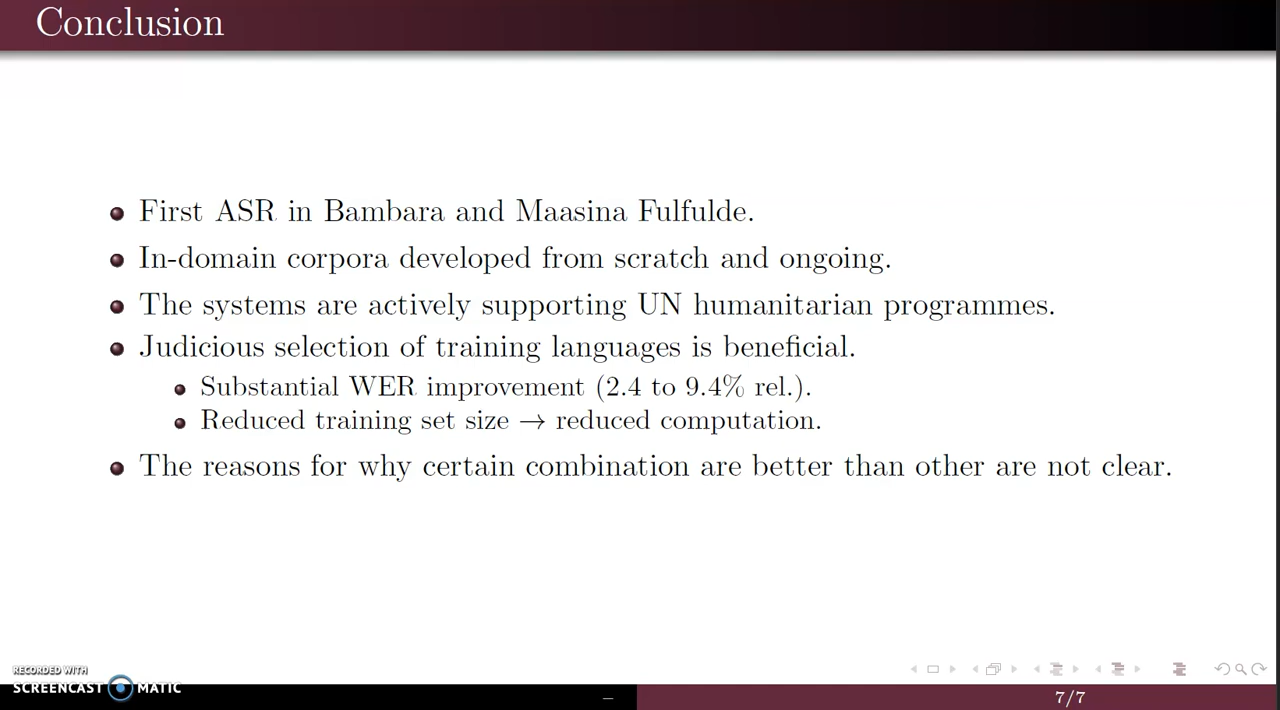 Conclusion
First ASR in Bambara and Maasina Fulfulde.
In-domain corpora developed from scratch and ongoing.
The systems are actively supporting UN humanitarian programmes.
Judicious selection of training languages is beneficial.
Substantial WER improvement (2.4 to 9.4% rel.).
Reduced training set size → reduced computation.
The reasons for why certain combination are better than other are not clear.
RECORDED WITH
SCREENCAST MATIC
7/7